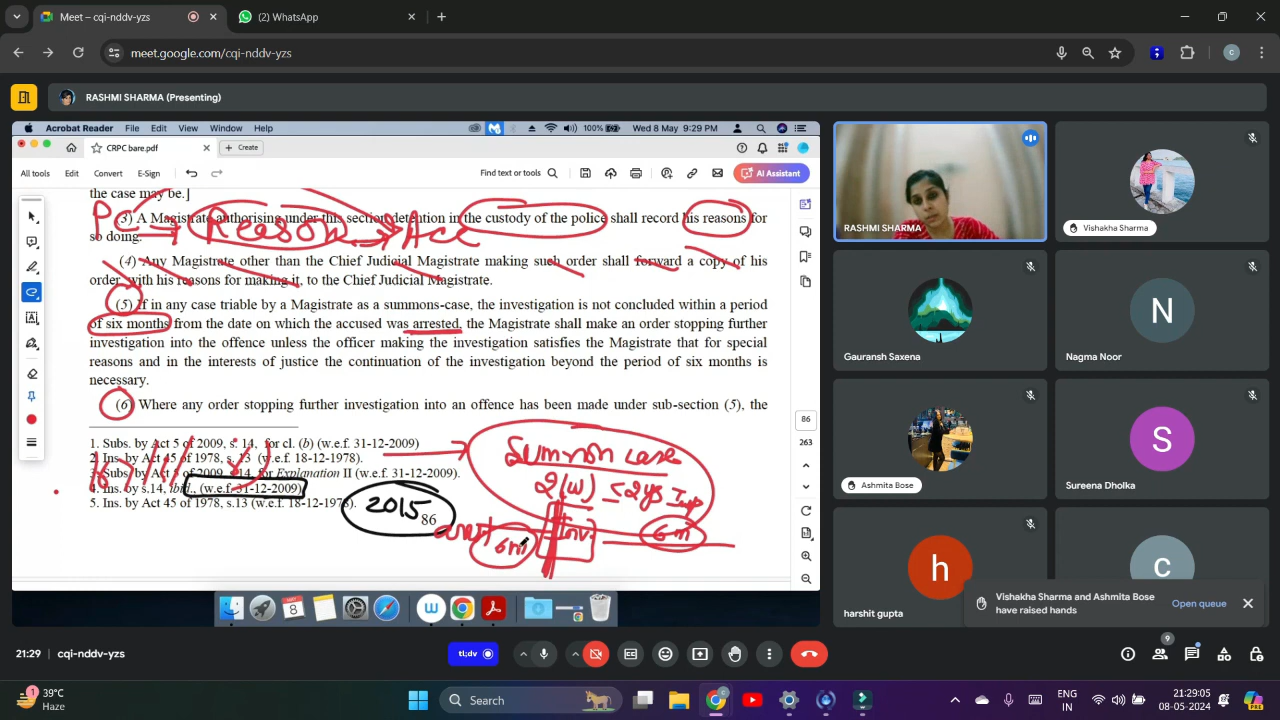 Meet – cqi-nddv-yzs
(2) WhatsApp
meet.google.com/cqi-nddv-yzs
c
RASHMI SHARMA (Presenting)
Acrobat Reader File Edit View Window Help
100% Wed 8 May 9:29 PM
CRPC bare.pdf
Create
All tools Edit Convert E-Sign
Find text or tools
AI Assistant
the case may be.]
(3) A Magistrate authorising under this section detention in the custody of the police shall record his reasons for
so doing.
PC → Reason → Acc
(4) Any Magistrate other than the Chief Judicial Magistrate making such order shall forward a copy of his
order, with his reasons for making it, to the Chief Judicial Magistrate.
(5) If in any case triable by a Magistrate as a summons-case, the investigation is not concluded within a period
of six months from the date on which the accused was arrested, the Magistrate shall make an order stopping further
investigation into the offence unless the officer making the investigation satisfies the Magistrate that for special
reasons and in the interests of justice the continuation of the investigation beyond the period of six months is
necessary.
(6) Where any order stopping further investigation into an offence has been made under sub-section (5), the
1. Subs. by Act 5 of 2009, s. 14, for cl. (b) (w.e.f. 31-12-2009)
2. Ins. by Act 45 of 1978, s. 13 (w.e.f. 18-12-1978).
3. Subs. by Act 5 of 2009, s. 14, for Explanation II (w.e.f. 31-12-2009).
4. Ins. by s.14, ibid., (w.e.f. 31-12-2009)
5. Ins. by Act 45 of 1978, s.13 (w.e.f. 18-12-1978).
Summon case
2(w) ≤ 2ys Imp
2015
86
arrest
6m
Inv.
6m
86
263
8
RASHMI SHARMA
Vishakha Sharma
Gauransh Saxena
N
Nagma Noor
Ashmita Bose
S
Sureena Dholka
h
harshit gupta
c
Vishakha Sharma and Ashmita Bose
have raised hands
Open queue
21:29 cqi-nddv-yzs
tl;dv
9
39°C
Haze
Search
ENG
IN
21:29:05
08-05-2024